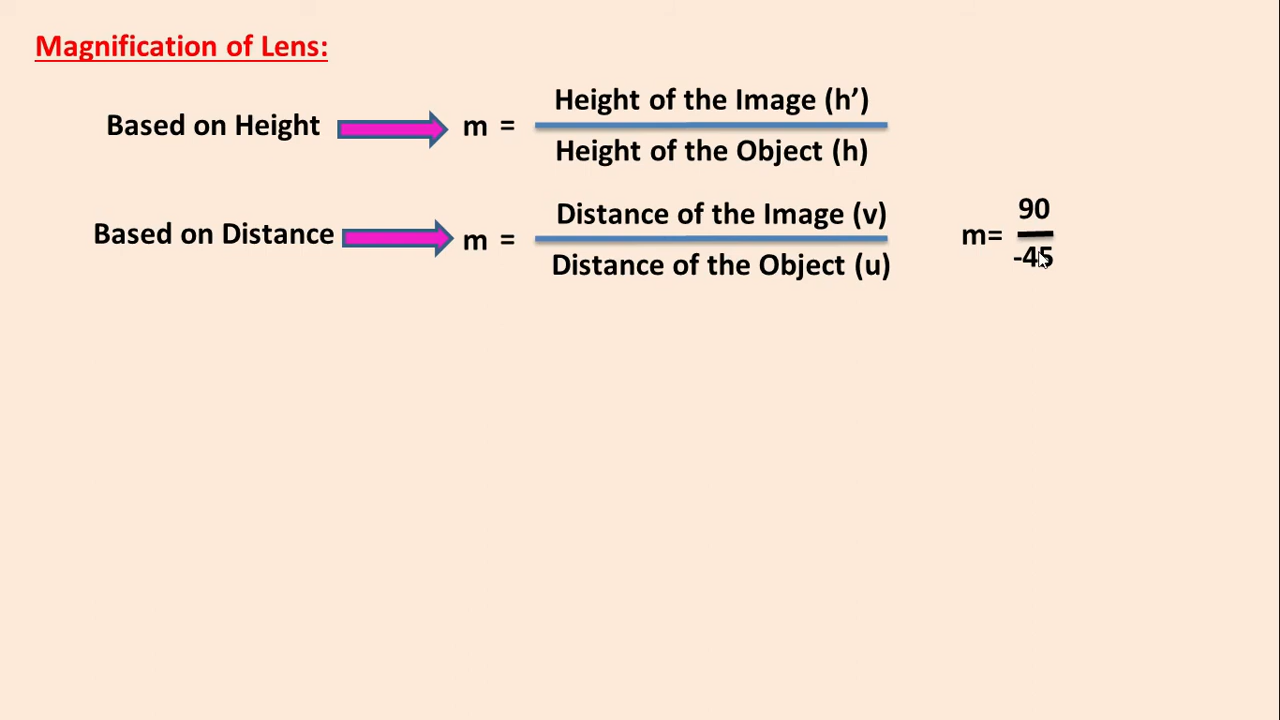 Magnification of Lens:
Based on Height
m =
Height of the Image (h’)
Height of the Object (h)
Based on Distance
m =
Distance of the Image (v)
Distance of the Object (u)
m=
90
-45